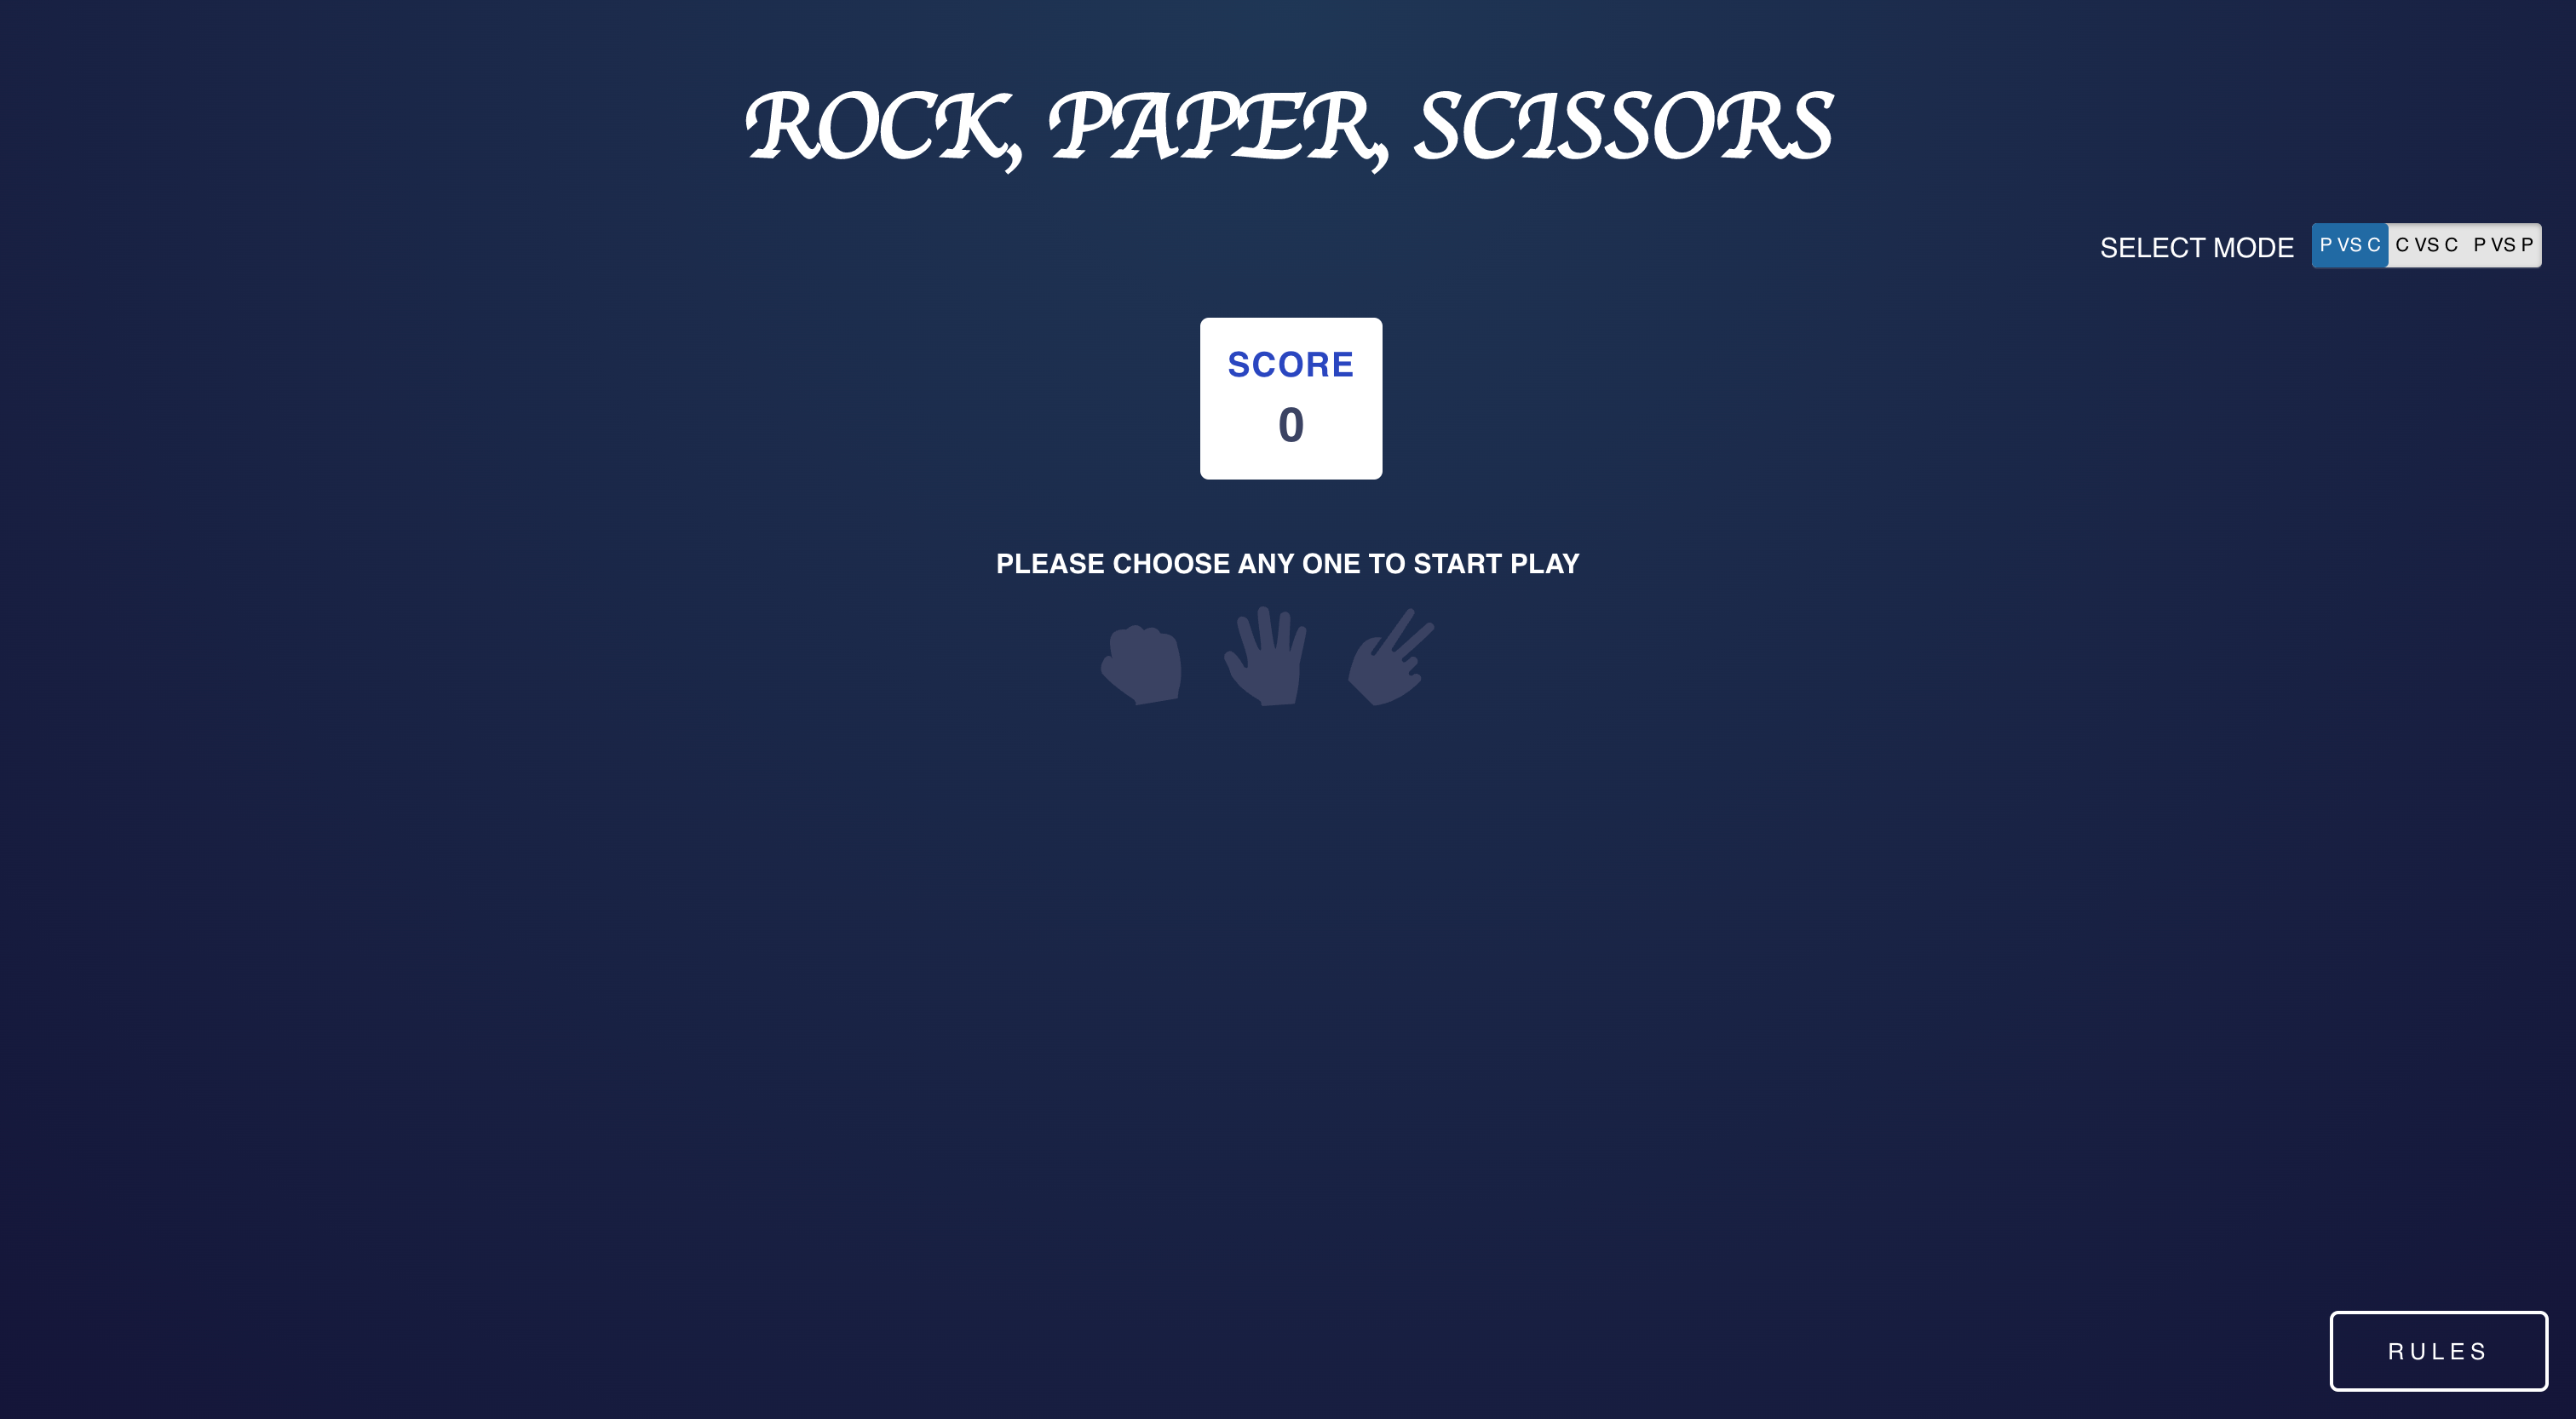 ROCK, PAPER, SCISSORS
SELECT MODE P VS C C VS C P VS P
SCORE
0
PLEASE CHOOSE ANY ONE TO START PLAY
RULES